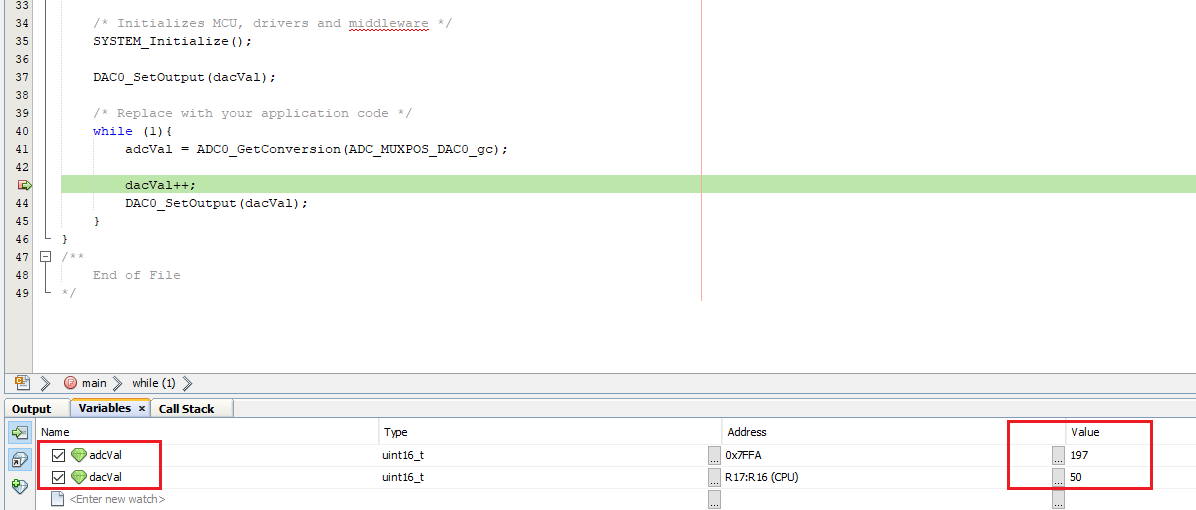 33
34 /* Initializes MCU, drivers and middleware */
35 SYSTEM_Initialize();
36
37 DAC0_SetOutput(dacVal);
38
39 /* Replace with your application code */
40 while (1){
41 adcVal = ADC0_GetConversion(ADC_MUXPOS_DAC0_gc);
42
dacVal++;
44 DAC0_SetOutput(dacVal);
45 }
46 }
47 /**
48 End of File
49 */
main while (1)
Output Variables × Call Stack
Name Type Address Value
adcVal uint16_t ... 0x7FFA ... 197
dacVal uint16_t ... R17:R16 (CPU) ... 50
<Enter new watch> ... ...